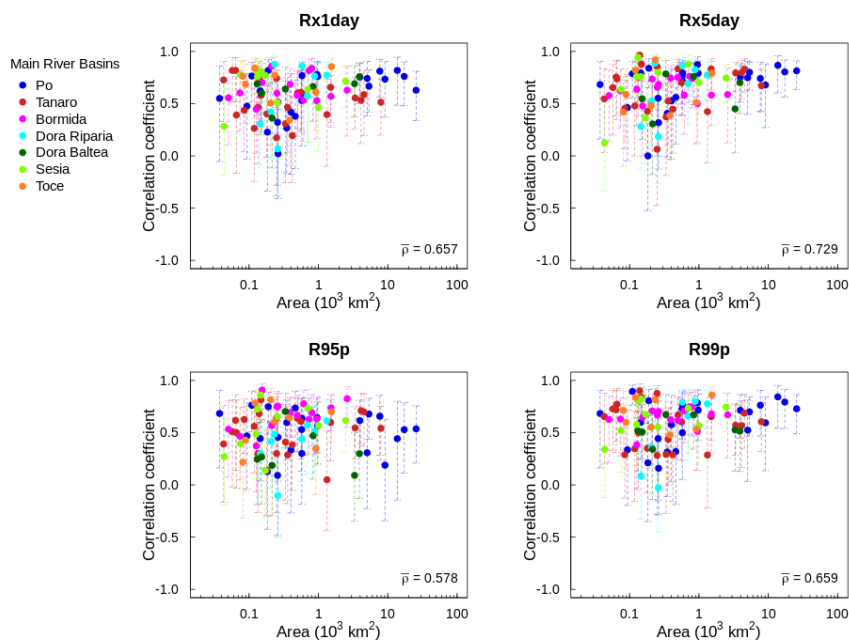 Rx1day
Rx5day
Main River Basins
Po
Tanaro
Bormida
Dora Riparia
Dora Baltea
Sesia
Toce
Correlation coefficient
1.0
0.5
0.0
-0.5
-1.0
ρ̅ = 0.657
0.1
1
10
100
Area (10³ km²)
Correlation coefficient
1.0
0.5
0.0
-0.5
-1.0
ρ̅ = 0.729
0.1
1
10
100
Area (10³ km²)
R95p
R99p
Correlation coefficient
1.0
0.5
0.0
-0.5
-1.0
ρ̅ = 0.578
0.1
1
10
100
Area (10³ km²)
Correlation coefficient
1.0
0.5
0.0
-0.5
-1.0
ρ̅ = 0.659
0.1
1
10
100
Area (10³ km²)